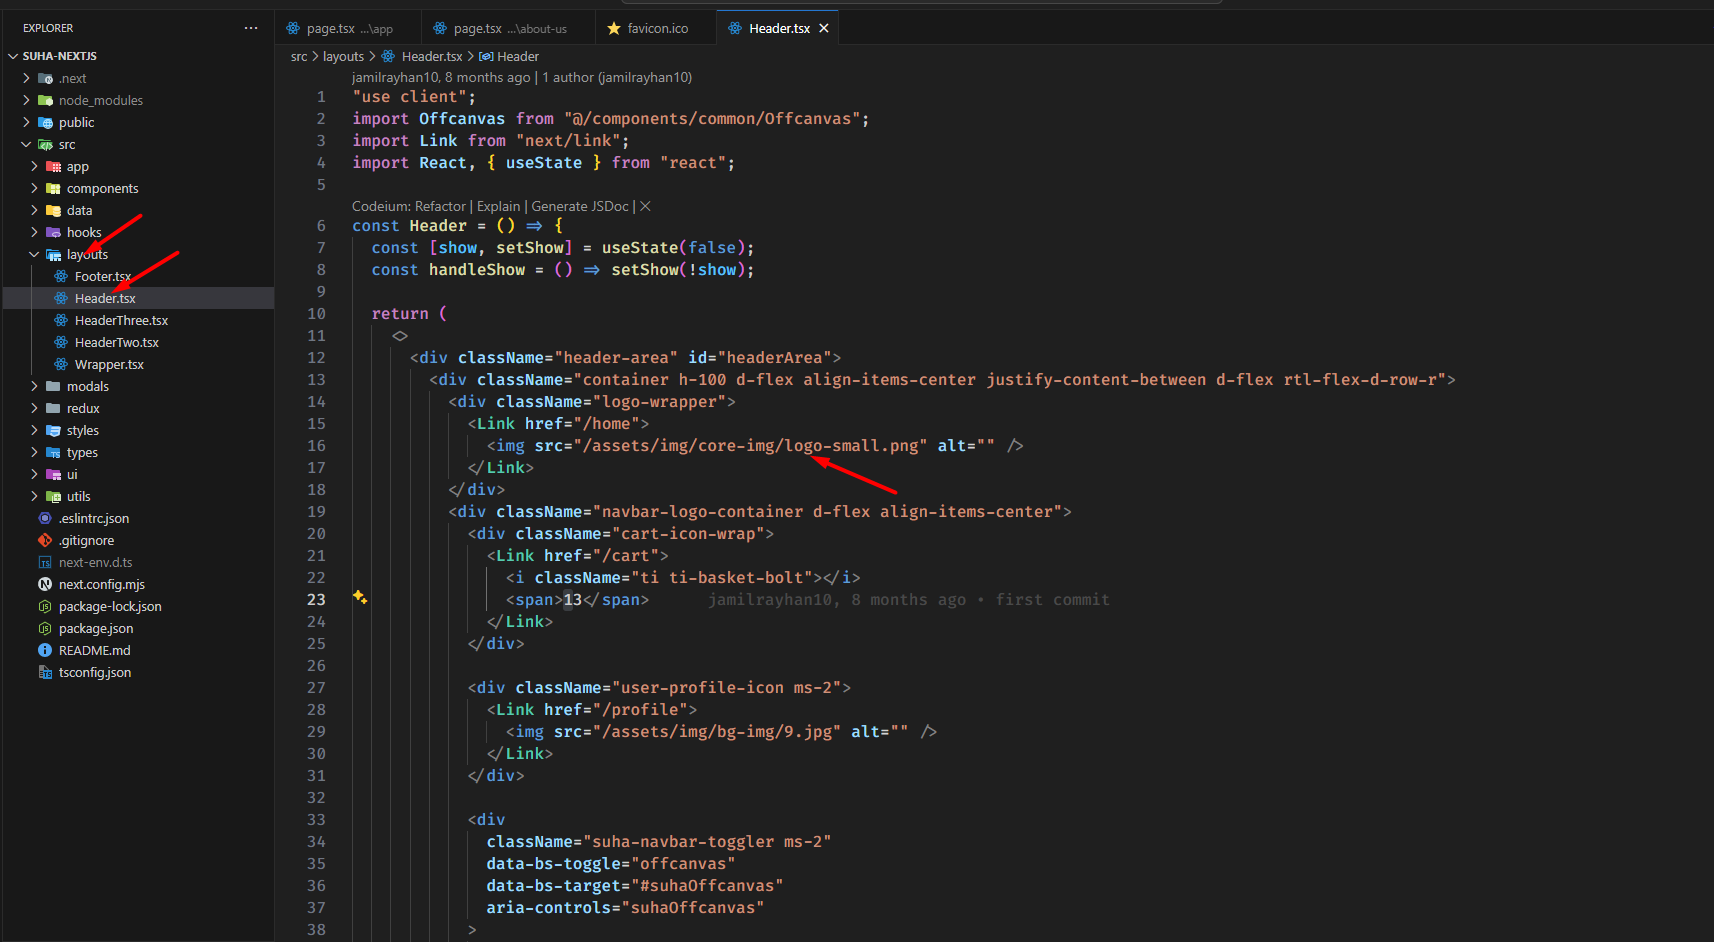 EXPLORER
SUHA-NEXTJS
.next
node_modules
public
src
app
components
data
hooks
layouts
Footer.tsx
Header.tsx
HeaderThree.tsx
HeaderTwo.tsx
Wrapper.tsx
modals
redux
styles
types
ui
utils
.eslintrc.json
.gitignore
next-env.d.ts
next.config.mjs
package-lock.json
package.json
README.md
tsconfig.json
page.tsx ...\app
page.tsx ...\about-us
favicon.ico
Header.tsx
src > layouts > Header.tsx > Header
jamilrayhan10, 8 months ago | 1 author (jamilrayhan10)
1 "use client";
2 import Offcanvas from "@/components/common/Offcanvas";
3 import Link from "next/link";
4 import React, { useState } from "react";
5
Codeium: Refactor | Explain | Generate JSDoc | ✕
6 const Header = () => {
7 const [show, setShow] = useState(false);
8 const handleShow = () => setShow(!show);
9
10 return (
11 <>
12 <div className="header-area" id="headerArea">
13 <div className="container h-100 d-flex align-items-center justify-content-between d-flex rtl-flex-d-row-r">
14 <div className="logo-wrapper">
15 <Link href="/home">
16 <img src="/assets/img/core-img/logo-small.png" alt="" />
17 </Link>
18 </div>
19 <div className="navbar-logo-container d-flex align-items-center">
20 <div className="cart-icon-wrap">
21 <Link href="/cart">
22 <i className="ti ti-basket-bolt"></i>
23 <span>13</span> jamilrayhan10, 8 months ago • first commit
24 </Link>
25 </div>
26
27 <div className="user-profile-icon ms-2">
28 <Link href="/profile">
29 <img src="/assets/img/bg-img/9.jpg" alt="" />
30 </Link>
31 </div>
32
33 <div
34 className="suha-navbar-toggler ms-2"
35 data-bs-toggle="offcanvas"
36 data-bs-target="#suhaOffcanvas"
37 aria-controls="suhaOffcanvas"
38 >